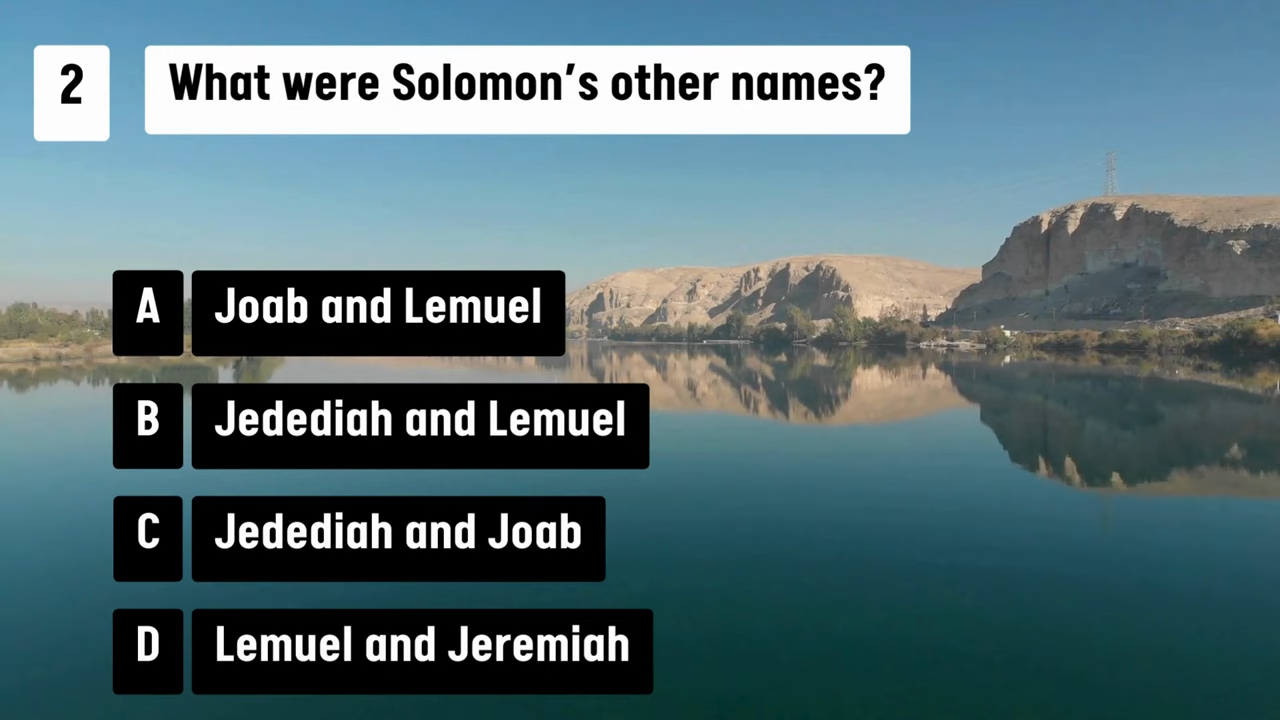 2
What were Solomon's other names?
A
Joab and Lemuel
B
Jedediah and Lemuel
C
Jedediah and Joab
D
Lemuel and Jeremiah